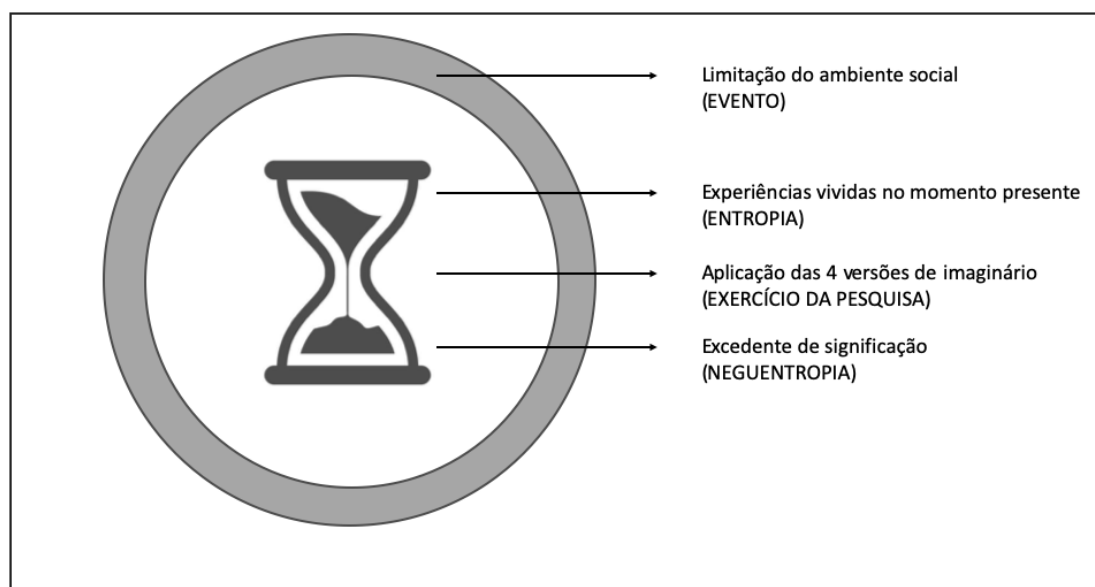 Limitação do ambiente social
(EVENTO)
Experiências vividas no momento presente
(ENTROPIA)
Aplicação das 4 versões de imaginário
(EXERCÍCIO DA PESQUISA)
Excedente de significação
(NEGUENTROPIA)